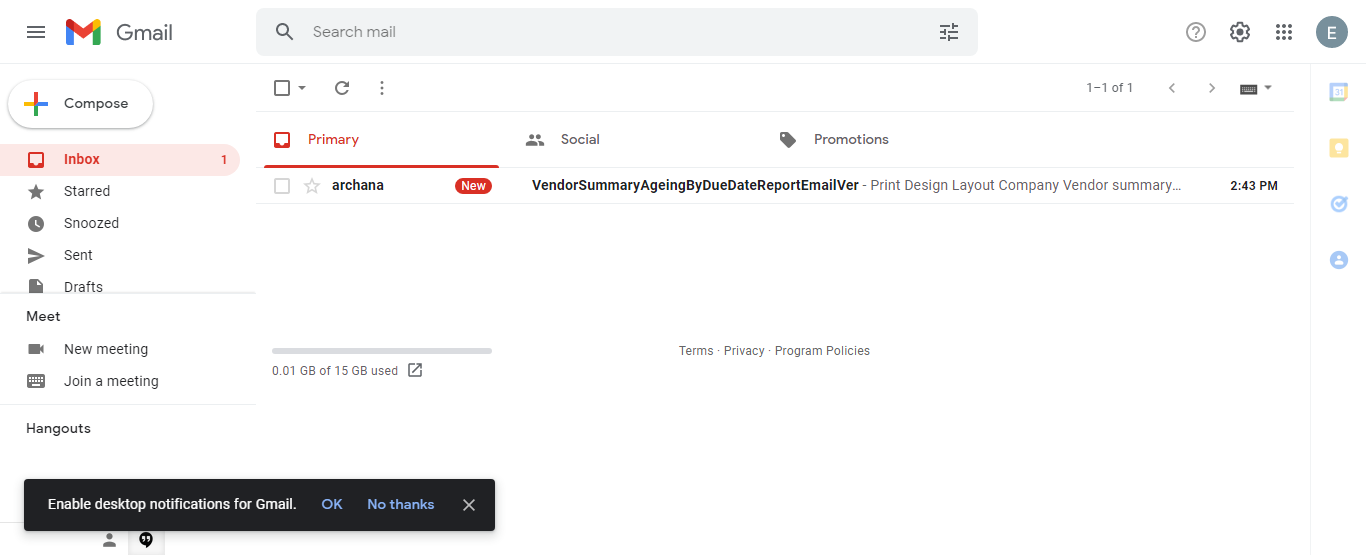 Gmail
Search mail
E
Compose
1–1 of 1
31
Inbox 1
Primary
Social
Promotions
Starred
archana New VendorSummaryAgeingByDueDateReportEmailVer - Print Design Layout Company Vendor summary… 2:43 PM
Snoozed
Sent
Drafts
Meet
New meeting
Join a meeting
Hangouts
0.01 GB of 15 GB used
Terms · Privacy · Program Policies
Enable desktop notifications for Gmail. OK No thanks